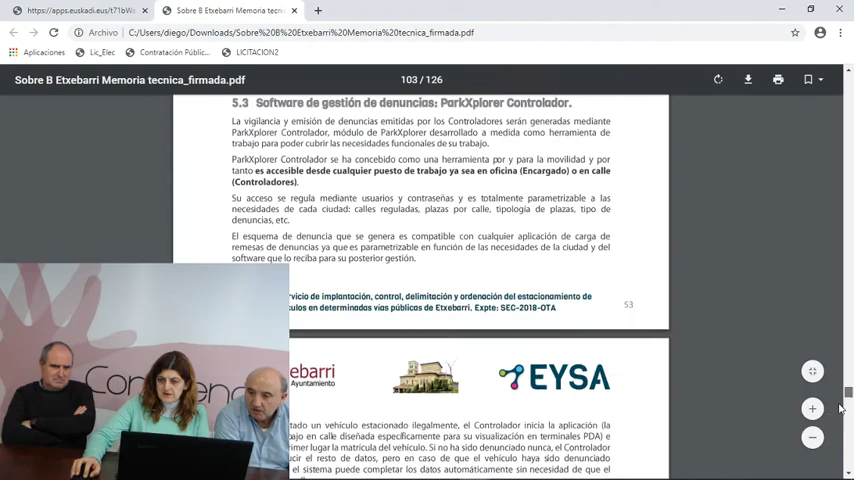 https://apps.euskadi.eus/t71bWa
Sobre B Etxebarri Memoria tecnic
Archivo
C:/Users/diego/Downloads/Sobre%20B%20Etxebarri%20Memoria%20tecnica_firmada.pdf
Aplicaciones
Lic_Elec
Contratación Públic...
LICITACION2
Sobre B Etxebarri Memoria tecnica_firmada.pdf
103 / 126
5.3 Software de gestión de denuncias: ParkXplorer Controlador.
La vigilancia y emisión de denuncias emitidas por los Controladores serán generadas mediante
ParkXplorer Controlador, módulo de ParkXplorer desarrollado a medida como herramienta de
trabajo para poder cubrir las necesidades funcionales de su trabajo.
ParkXplorer Controlador se ha concebido como una herramienta por y para la movilidad y por
tanto es accesible desde cualquier puesto de trabajo ya sea en oficina (Encargado) o en calle
(Controladores).
Su acceso se regula mediante usuarios y contraseñas y es totalmente parametrizable a las
necesidades de cada ciudad: calles reguladas, plazas por calle, tipología de plazas, tipo de
denuncias, etc.
El esquema de denuncia que se genera es compatible con cualquier aplicación de carga de
remesas de denuncias ya que es parametrizable en función de las necesidades de la ciudad y del
software que lo reciba para su posterior gestión.
ervicio de implantación, control, delimitación y ordenación del estacionamiento de
culos en determinadas vías públicas de Etxebarri. Expte: SEC-2018-OTA
53
ebarri
Ayuntamiento
EYSA
tado un vehículo estacionado ilegalmente, el Controlador inicia la aplicación (la
ajo en calle diseñada específicamente para su visualización en terminales PDA) e
rimer lugar la matrícula del vehículo. Si no ha sido denunciado nunca, el Controlador
ucir el resto de datos, pero en caso de que el vehículo haya sido denunciado
el sistema puede completar los datos automáticamente sin necesidad de que el